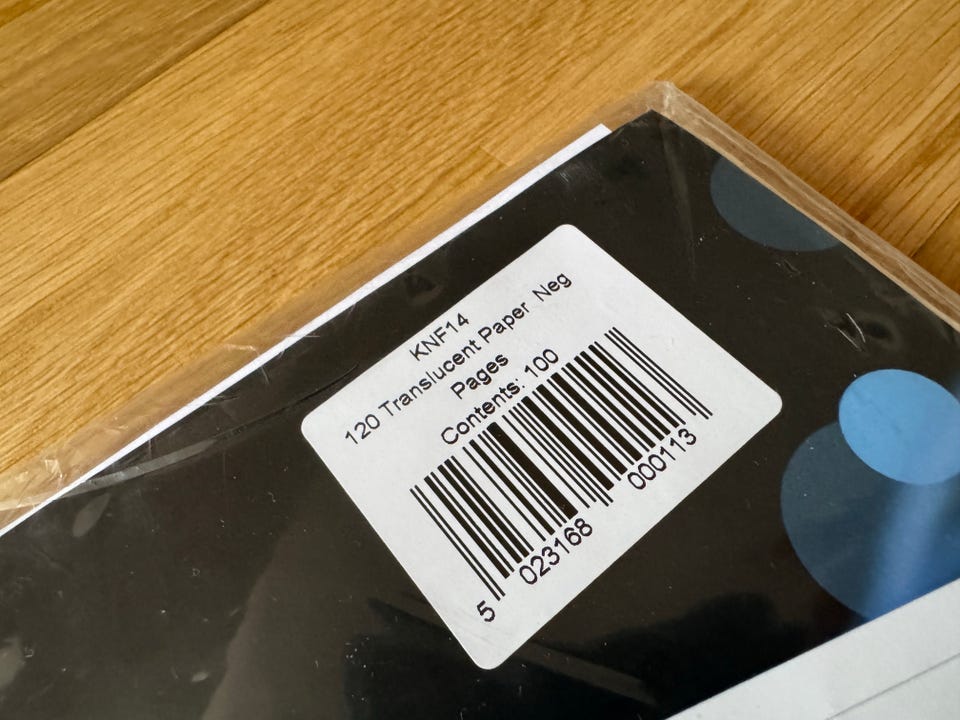 KNF14
120 Translucent Paper Neg
Pages
Contents: 100
5 023168 000113